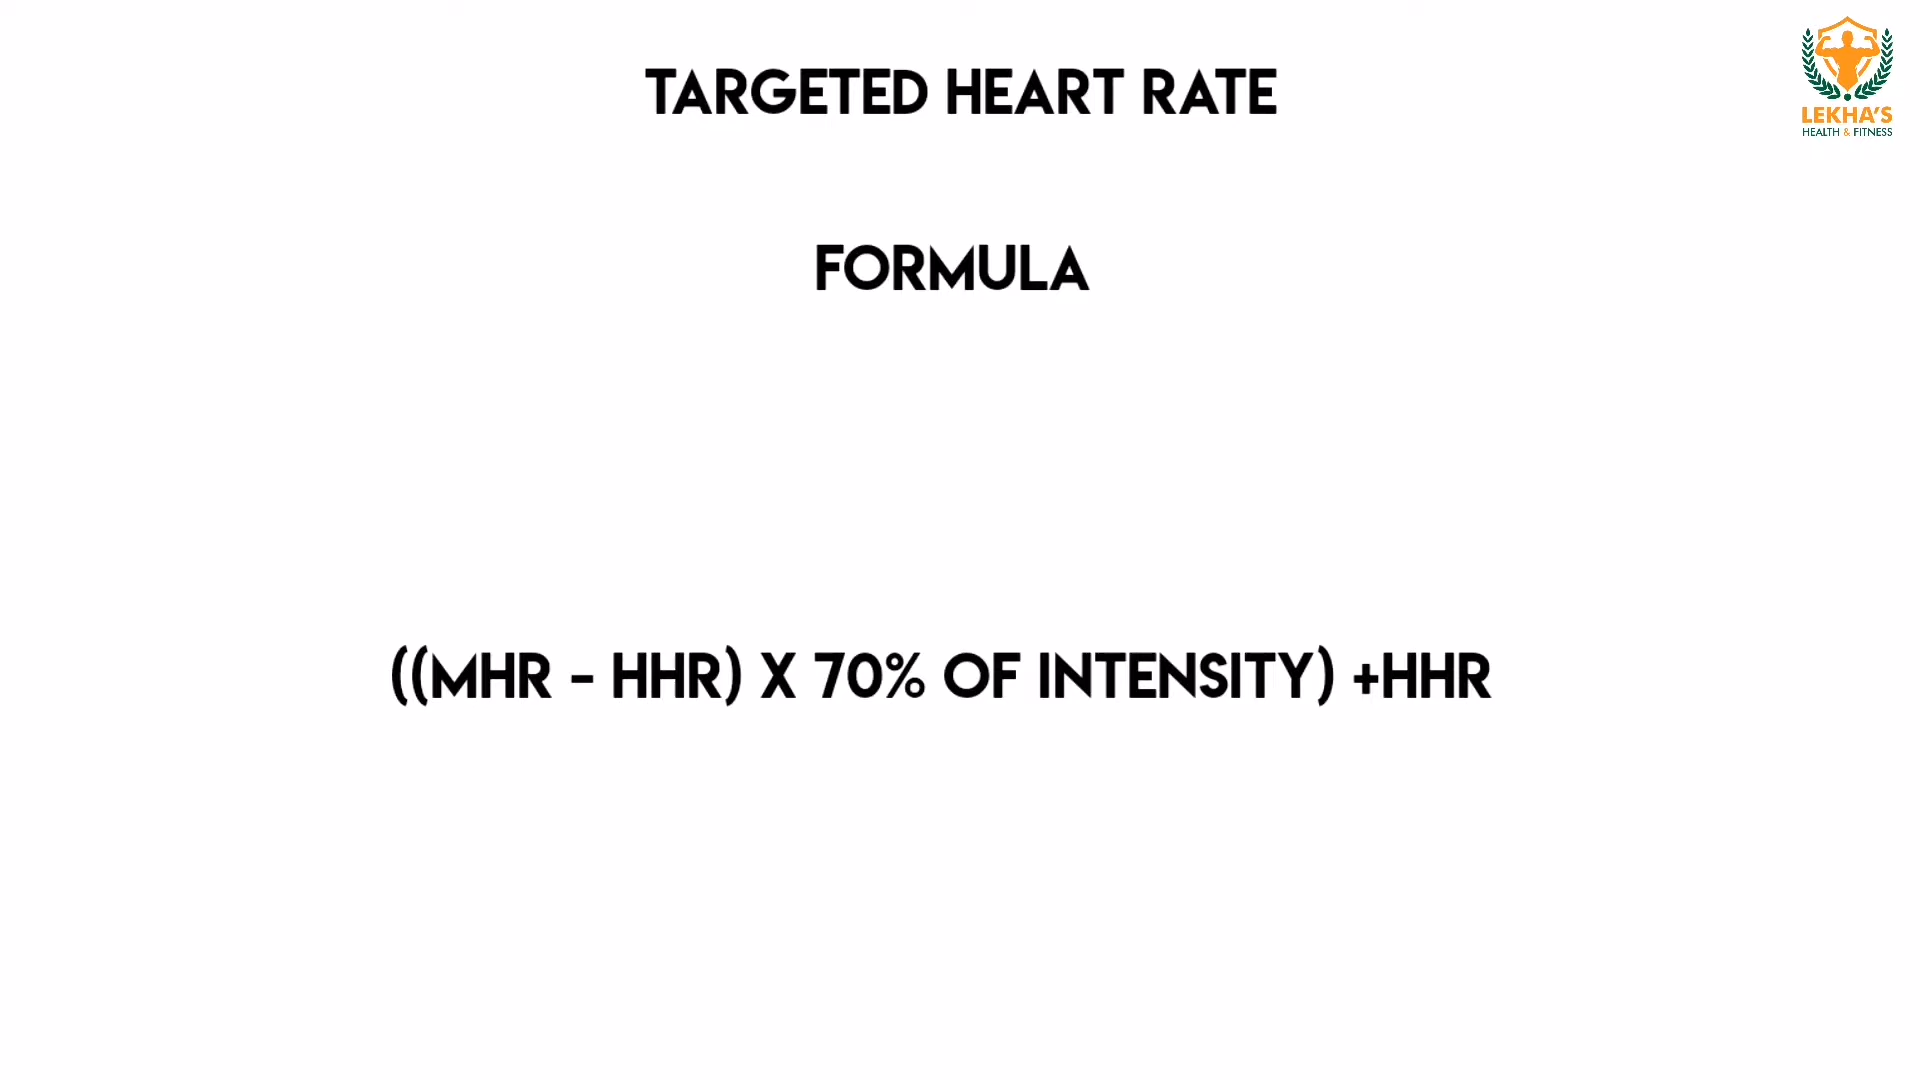 TARGETED HEART RATE
LEKHA'S
HEALTH & FITNESS
FORMULA
((MHR - HHR) X 70% OF INTENSITY) +HHR